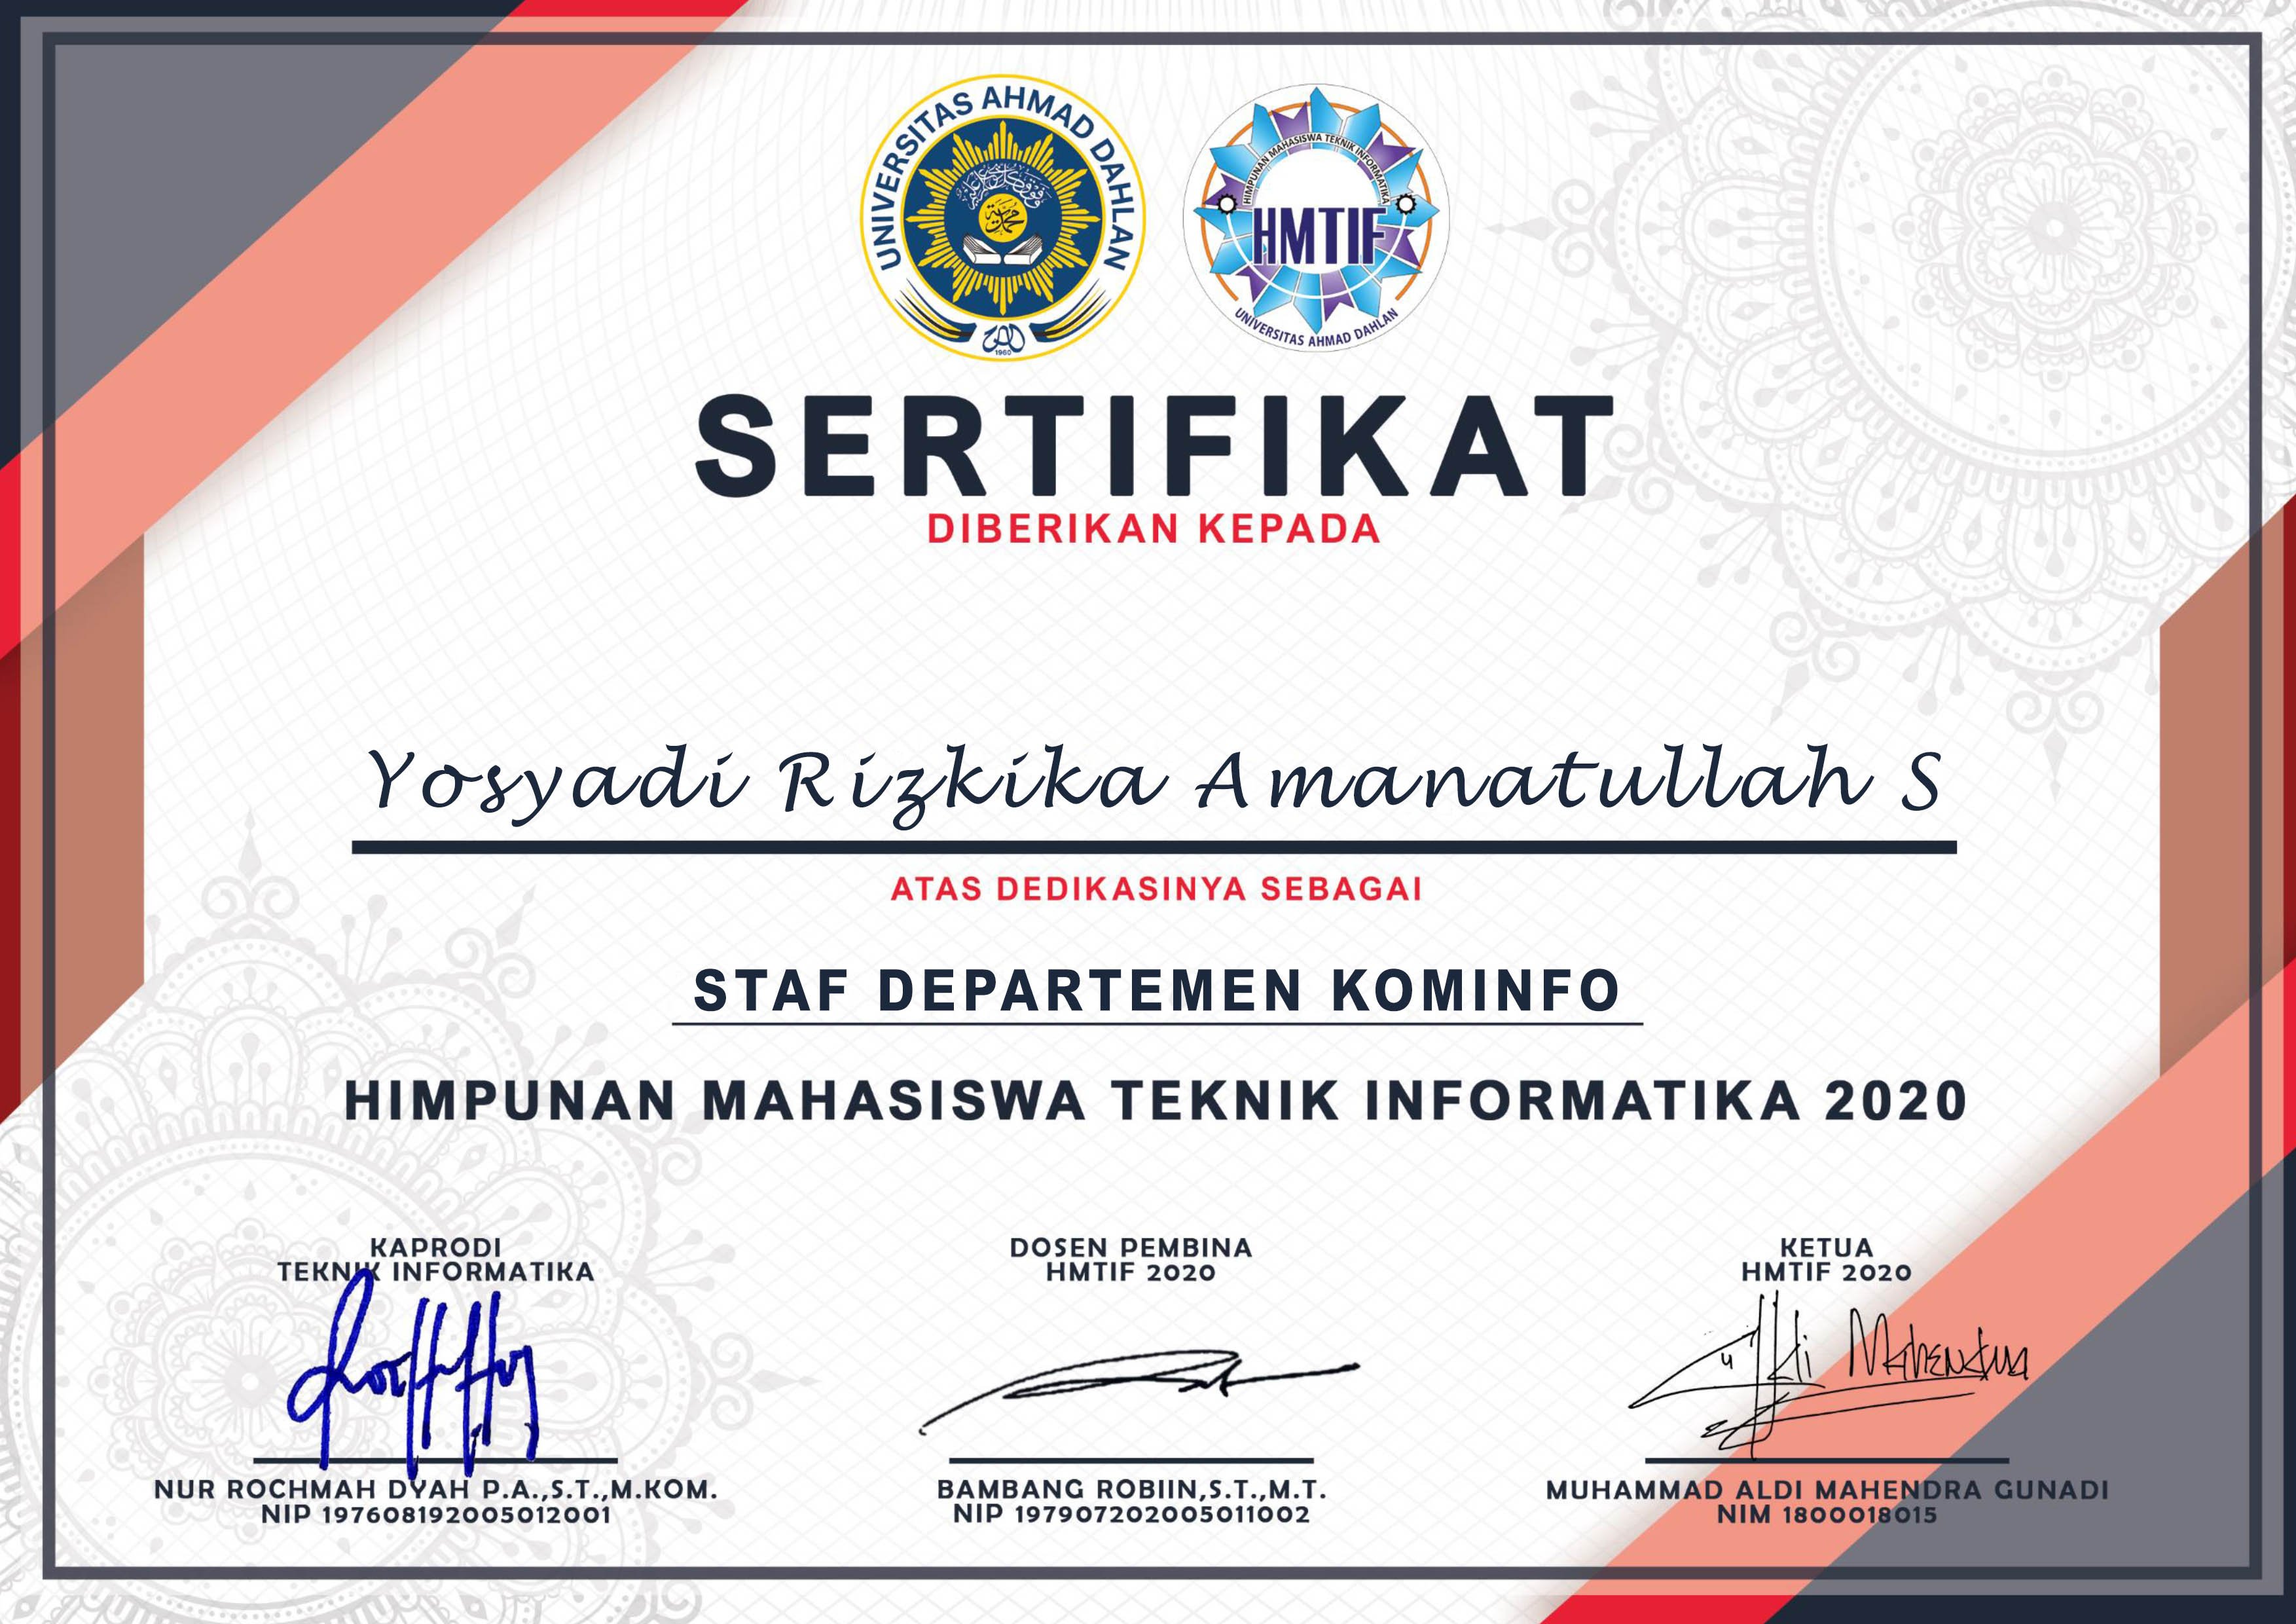 UNIVERSITAS AHMAD DAHLAN
1960
HIMPUNAN MAHASISWA TEKNIK INFORMATIKA
HMTIF
UNIVERSITAS AHMAD DAHLAN
SERTIFIKAT
DIBERIKAN KEPADA
Yosyadi Rizkika Amanatullah S
ATAS DEDIKASINYA SEBAGAI
STAF DEPARTEMEN KOMINFO
HIMPUNAN MAHASISWA TEKNIK INFORMATIKA 2020
KAPRODI
TEKNIK INFORMATIKA
NUR ROCHMAH DYAH P.A.,S.T.,M.KOM.
NIP 197608192005012001
DOSEN PEMBINA
HMTIF 2020
BAMBANG ROBIIN,S.T.,M.T.
NIP 197907202005011002
KETUA
HMTIF 2020
Aldi Mahendra
MUHAMMAD ALDI MAHENDRA GUNADI
NIM 1800018015